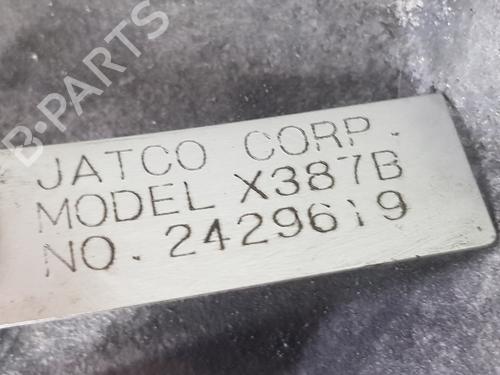 B-PARTS
JATCO CORP.
MODEL X387B
NO. 2429619